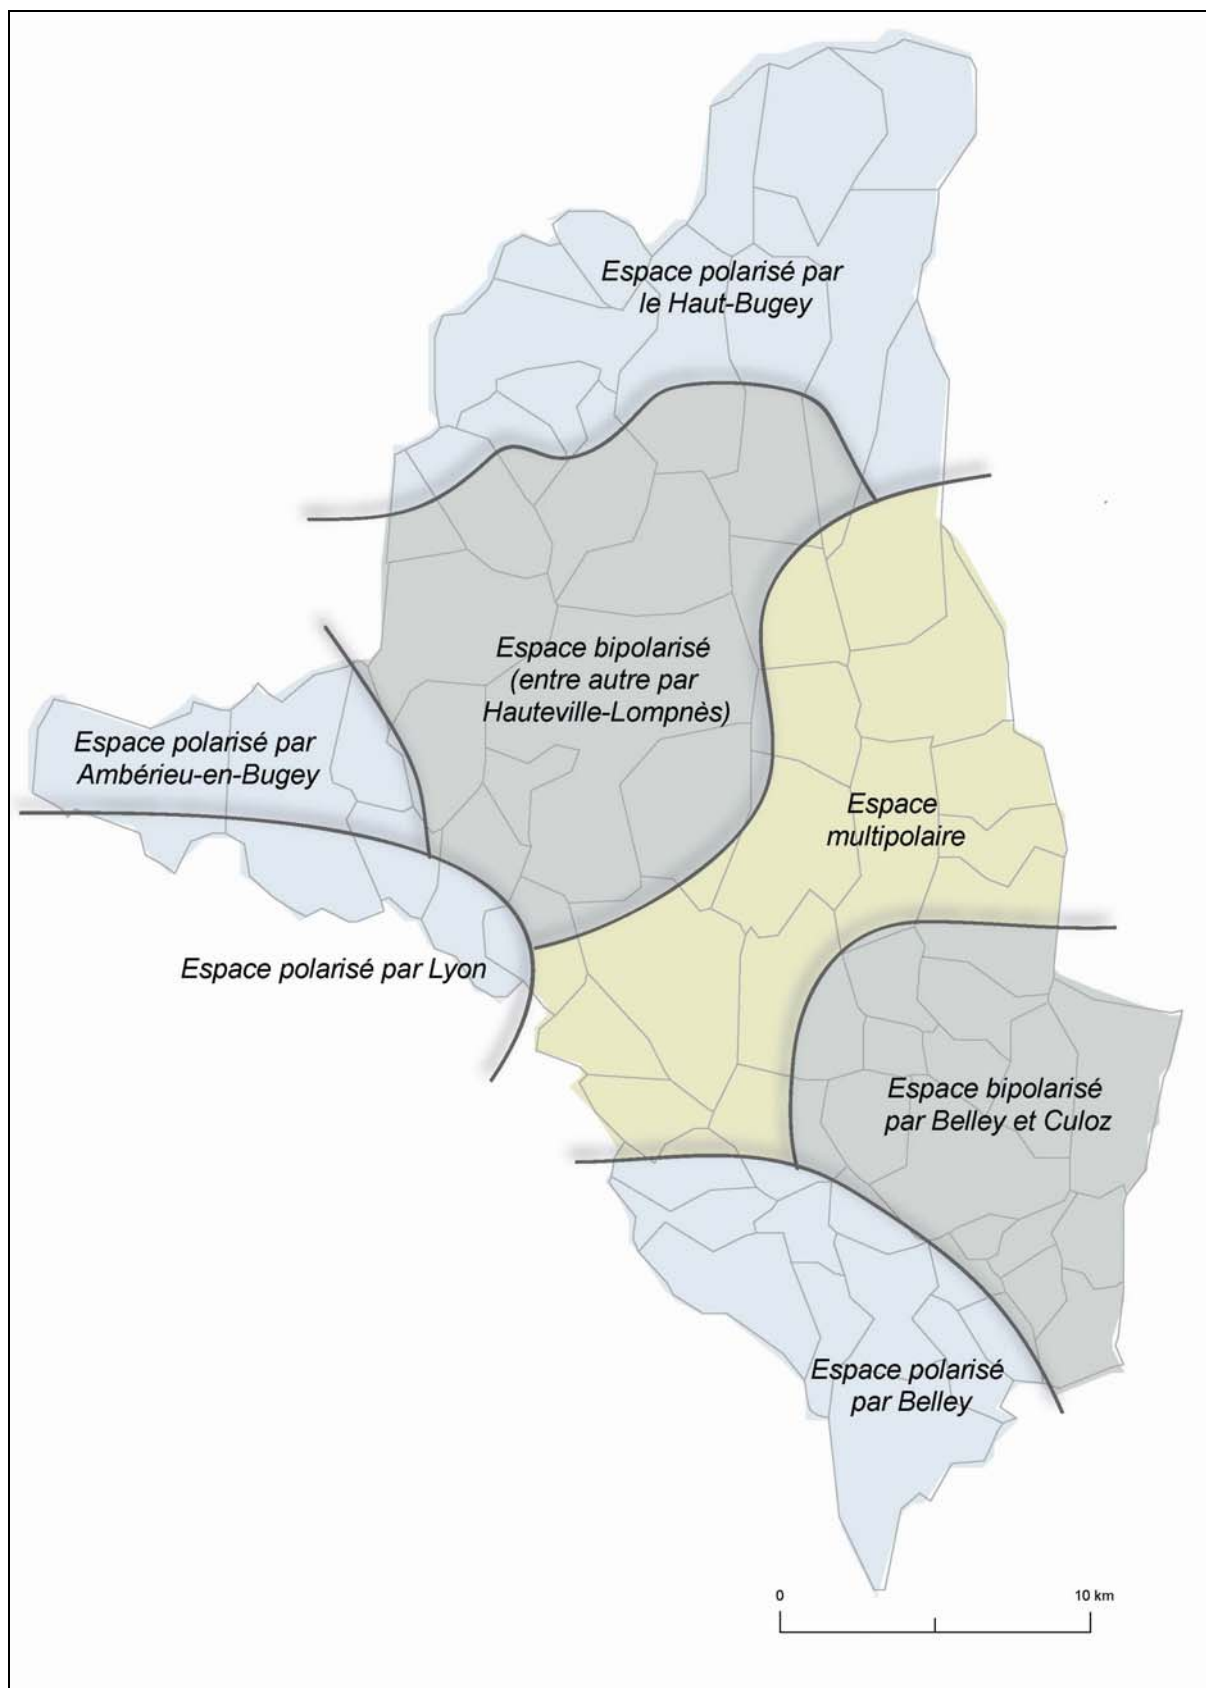 Espace polarisé par
le Haut-Bugey
Espace bipolarisé
(entre autre par
Hauteville-Lompnès)
Espace polarisé par
Ambérieu-en-Bugey
Espace
multipolaire
Espace polarisé par Lyon
Espace bipolarisé
par Belley et Culoz
Espace polarisé
par Belley
0 10 km